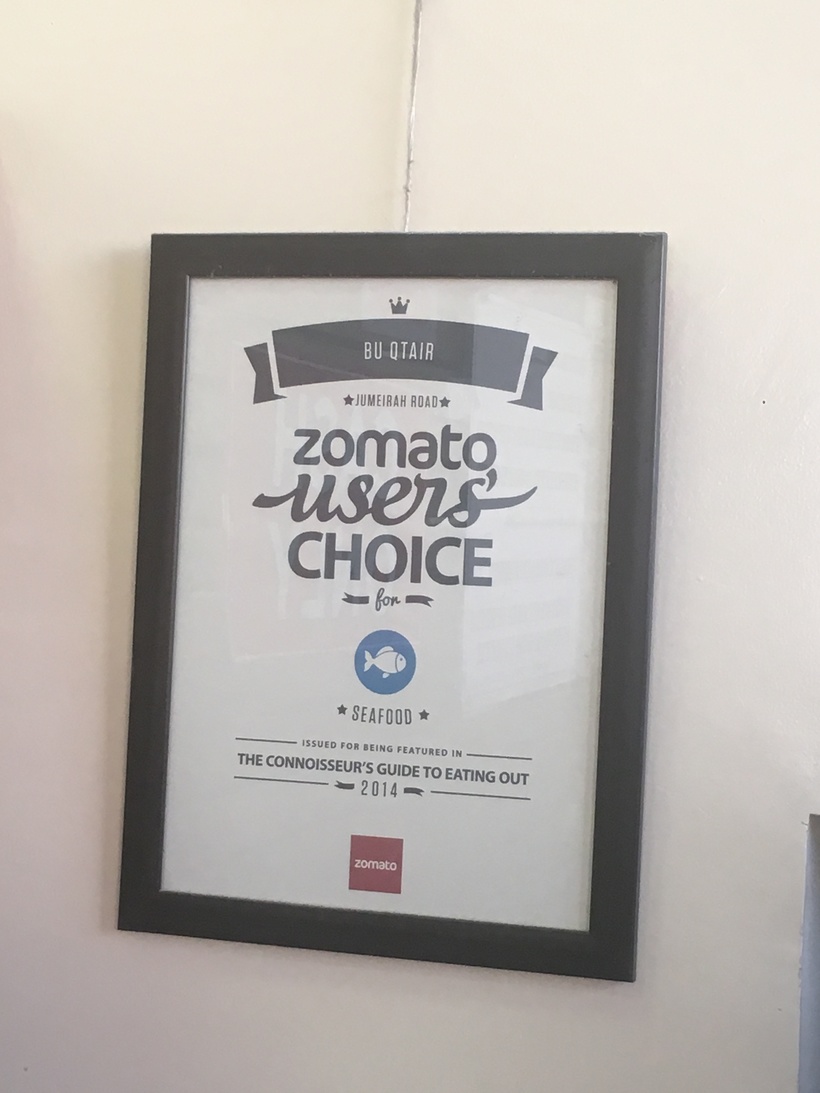 BU QTAIR
JUMEIRAH ROAD
zomato
users'
CHOICE
for
SEAFOOD
ISSUED FOR BEING FEATURED IN
THE CONNOISSEUR'S GUIDE TO EATING OUT
2014
zomato